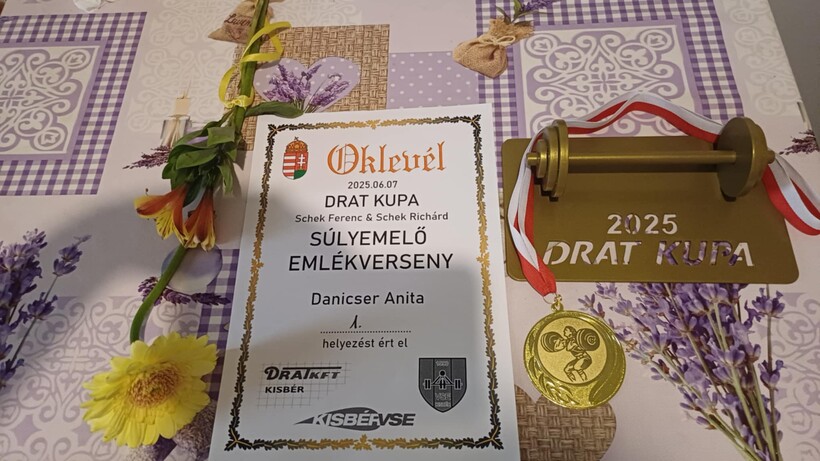 Oklevél
2025.06.07
DRAT KUPA
Schek Ferenc & Schek Richárd
SÚLYEMELŐ
EMLÉKVERSENY
Danicser Anita
1.
helyezést ért el
DRATKFT
KISBÉR
KISBÉRVSE
2025
DRAT KUPA